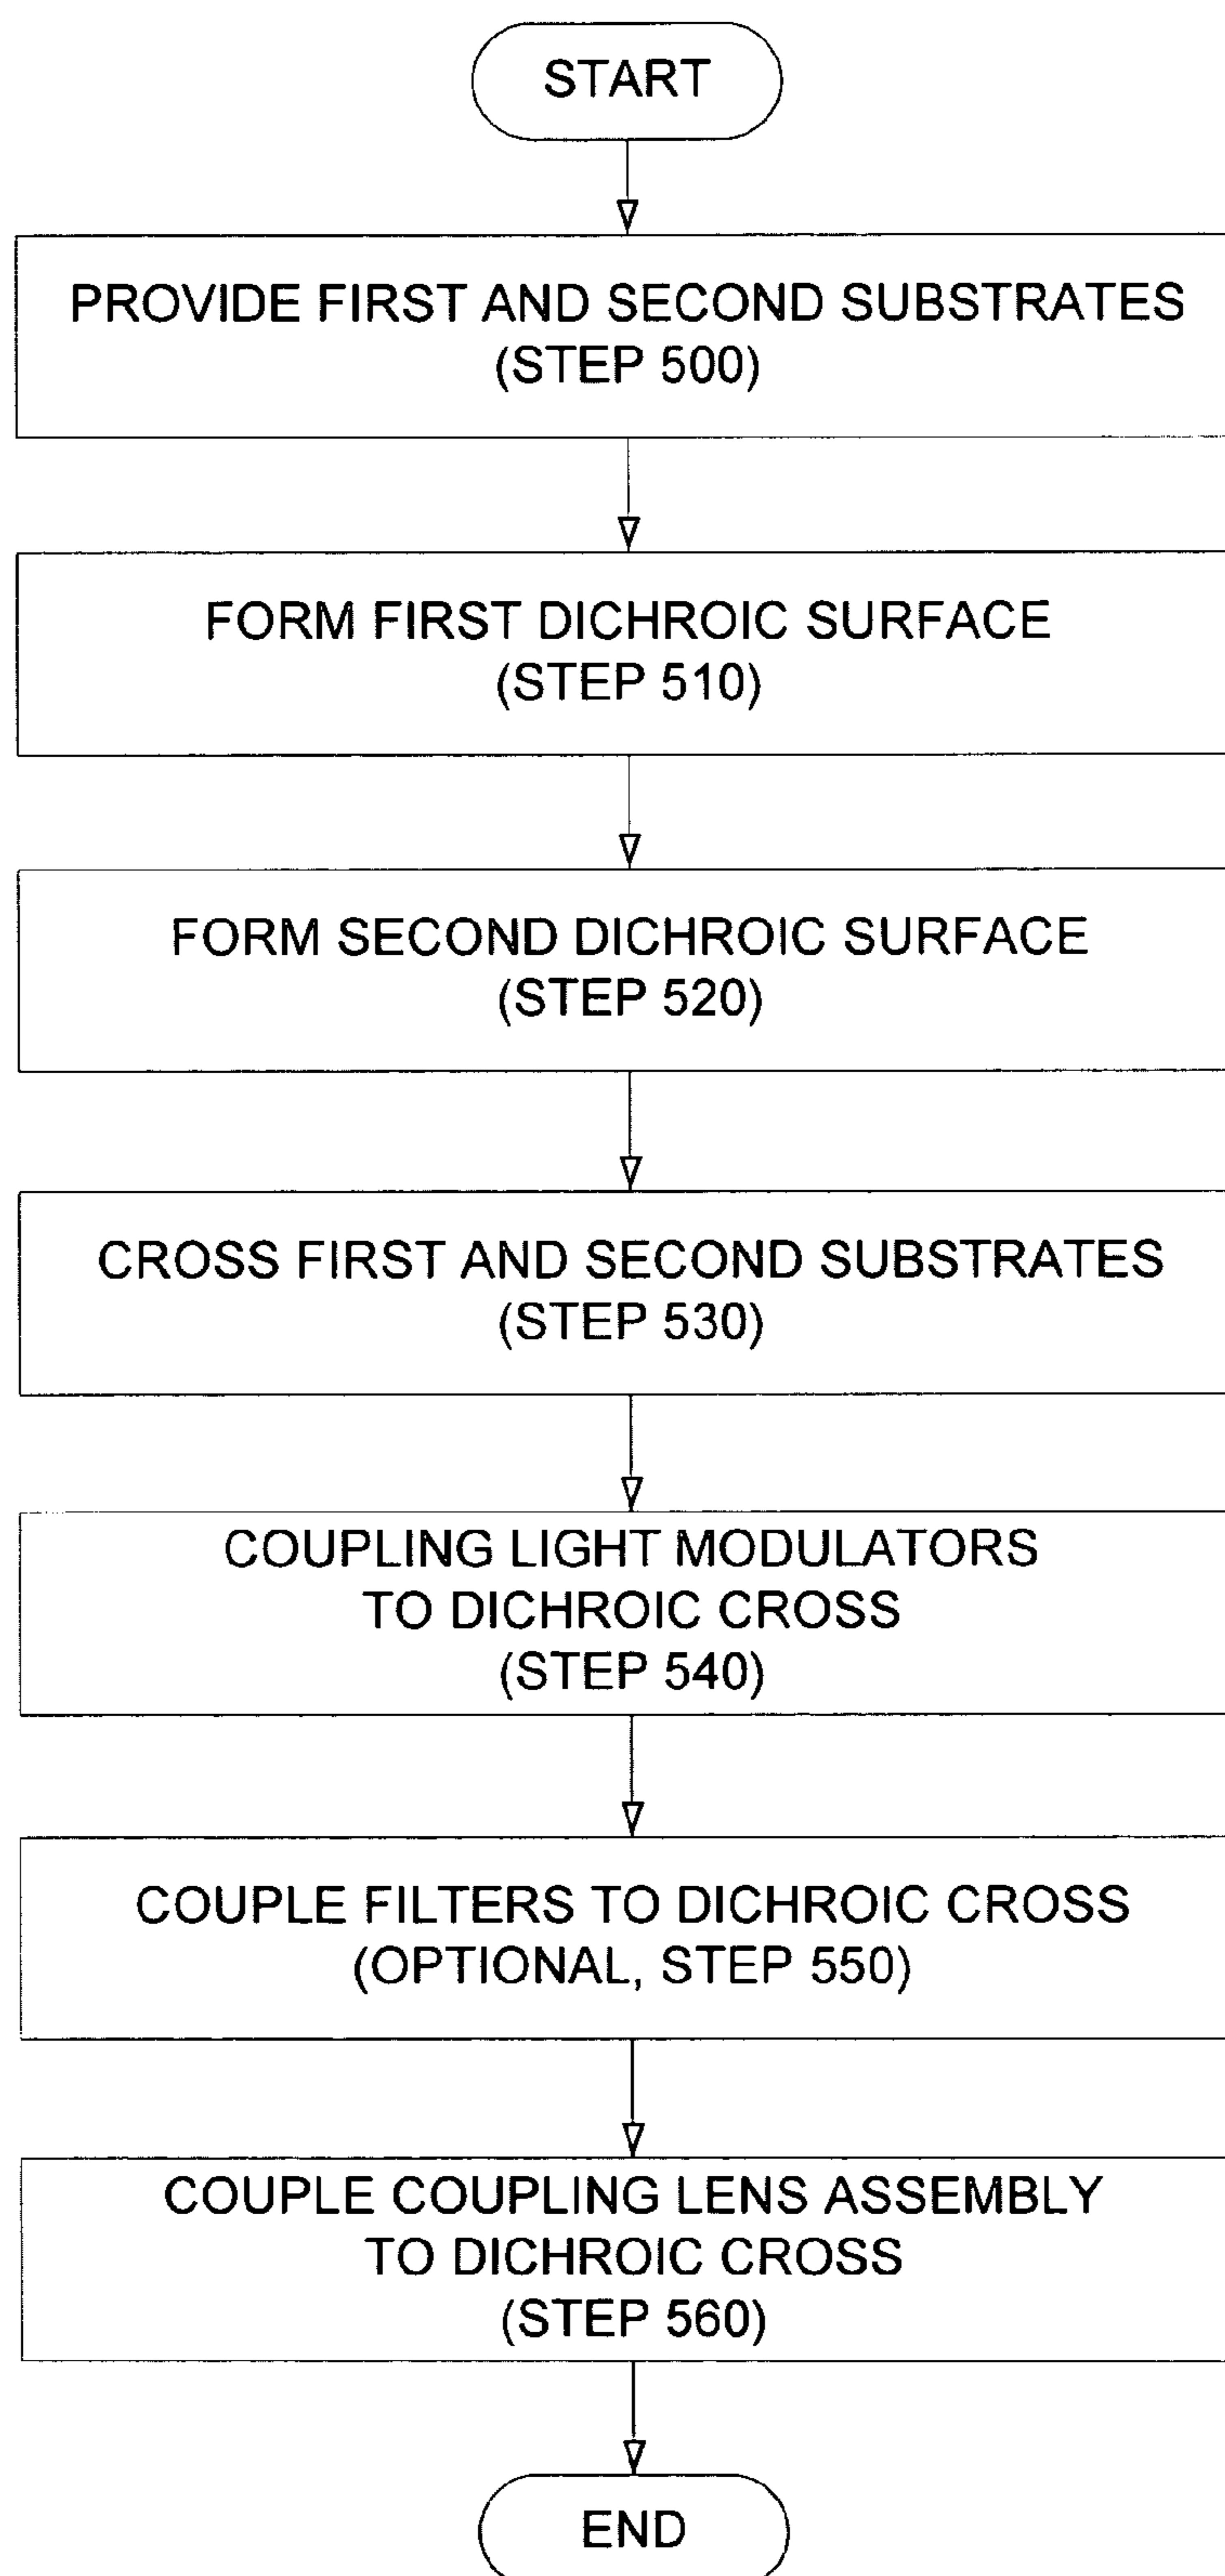 START
PROVIDE FIRST AND SECOND SUBSTRATES
(STEP 500)
FORM FIRST DICHROIC SURFACE
(STEP 510)
FORM SECOND DICHROIC SURFACE
(STEP 520)
CROSS FIRST AND SECOND SUBSTRATES
(STEP 530)
COUPLING LIGHT MODULATORS
TO DICHROIC CROSS
(STEP 540)
COUPLE FILTERS TO DICHROIC CROSS
(OPTIONAL, STEP 550)
COUPLE COUPLING LENS ASSEMBLY
TO DICHROIC CROSS
(STEP 560)
END